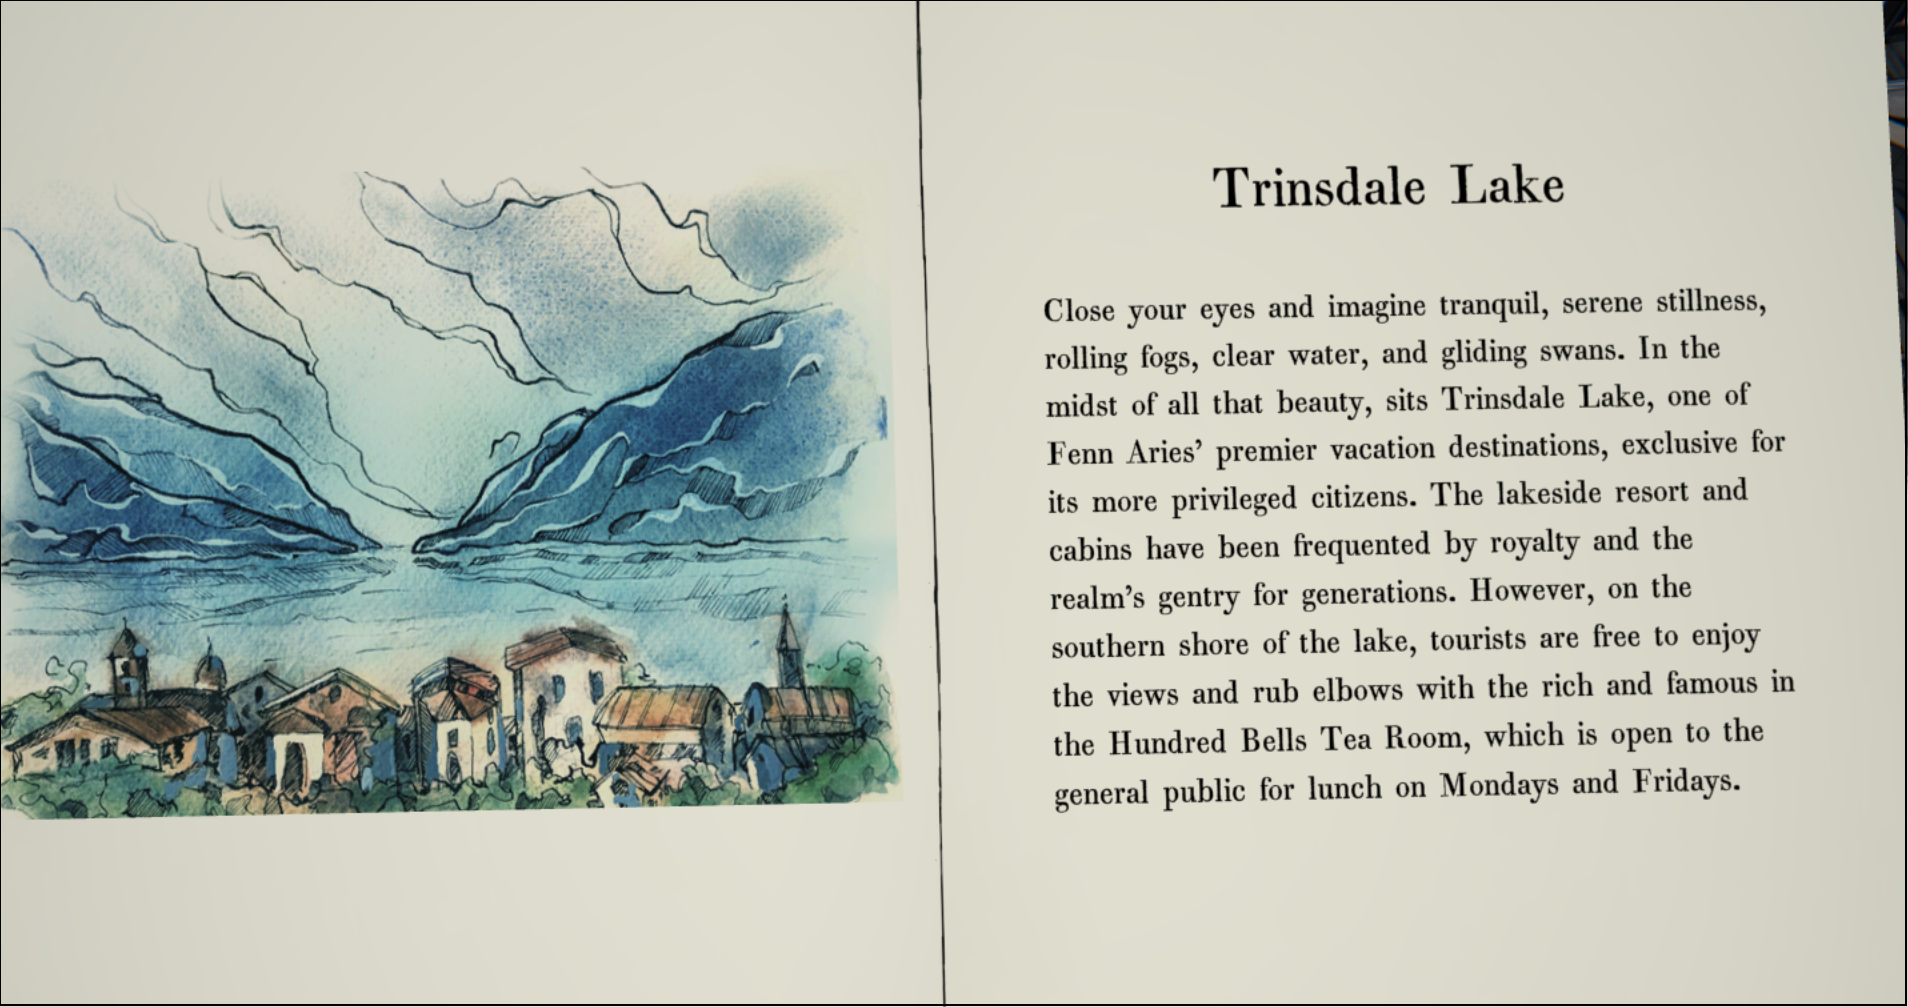 Trinsdale Lake
Close your eyes and imagine tranquil, serene stillness,
rolling fogs, clear water, and gliding swans. In the
midst of all that beauty, sits Trinsdale Lake, one of
Fenn Aries’ premier vacation destinations, exclusive for
its more privileged citizens. The lakeside resort and
cabins have been frequented by royalty and the
realm’s gentry for generations. However, on the
southern shore of the lake, tourists are free to enjoy
the views and rub elbows with the rich and famous in
the Hundred Bells Tea Room, which is open to the
general public for lunch on Mondays and Fridays.